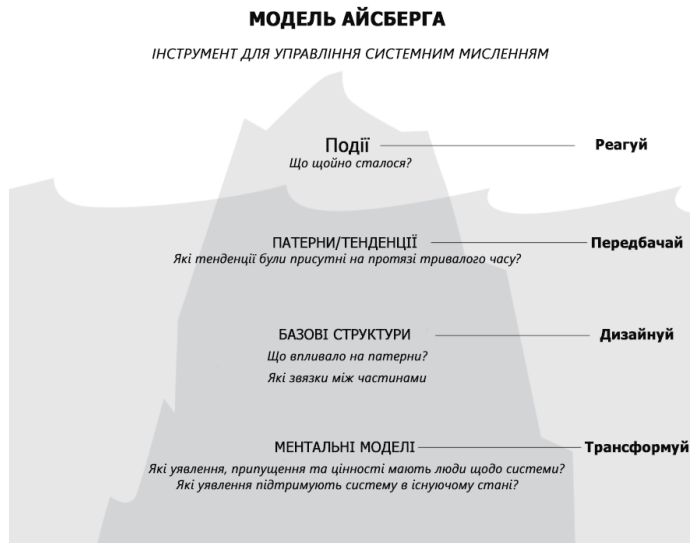 МОДЕЛЬ АЙСБЕРГА
ІНСТРУМЕНТ ДЛЯ УПРАВЛІННЯ СИСТЕМНИМ МИСЛЕННЯМ
Події
Реагуй
Що щойно сталося?
ПАТЕРНИ/ТЕНДЕНЦІЇ
Передбачай
Які тенденції були присутні на протязі тривалого часу?
БАЗОВІ СТРУКТУРИ
Дизайнуй
Що впливало на патерни?
Які звязки між частинами
МЕНТАЛЬНІ МОДЕЛІ
Трансформуй
Які уявлення, припущення та цінності мають люди щодо системи?
Які уявлення підтримують систему в існуючому стані?